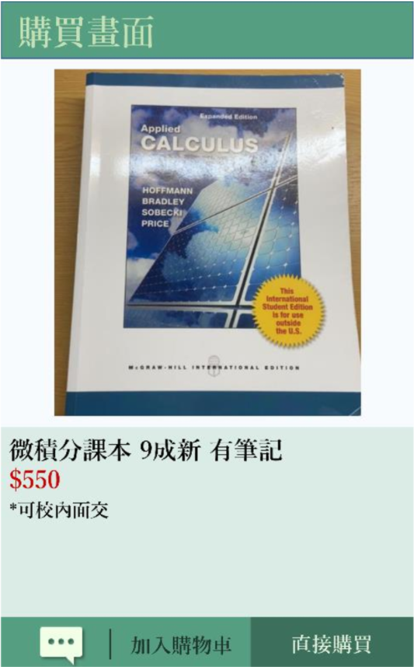 購買畫面
Expanded Edition
Applied
CALCULUS
HOFFMANN
BRADLEY
SOBECKI
PRICE
This
International
Student Edition
is for use
outside
the U.S.
McGRAW-HILL INTERNATIONAL EDITION
微積分課本 9成新 有筆記
$550
*可校內面交
加入購物車
直接購買